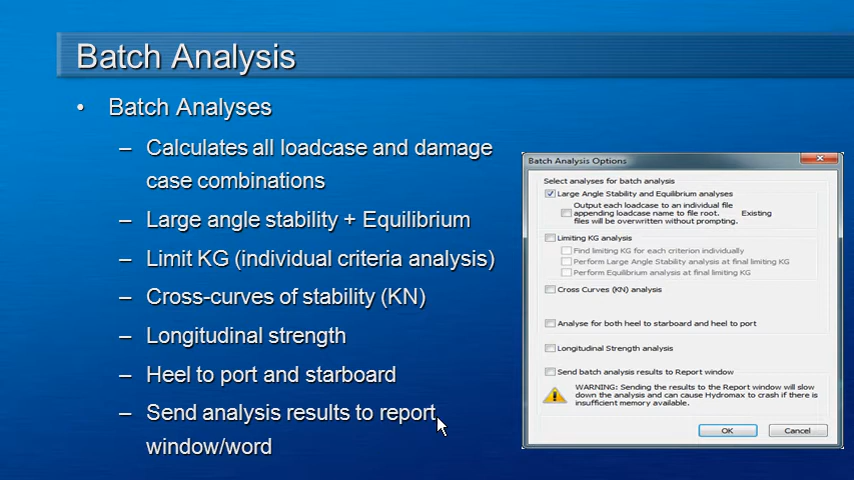 Batch Analysis
• Batch Analyses
– Calculates all loadcase and damage
case combinations
– Large angle stability + Equilibrium
– Limit KG (individual criteria analysis)
– Cross-curves of stability (KN)
– Longitudinal strength
– Heel to port and starboard
– Send analysis results to report
window/word
Batch Analysis Options
Select analyses for batch analysis
Large Angle Stability and Equilibrium analyses
Output each loadcase to an individual file
appending loadcase name to file root. Existing
files will be overwritten without prompting.
Limiting KG analysis
Find limiting KG for each criterion individually
Perform Large Angle Stability analysis at final limiting KG
Perform Equilibrium analysis at final limiting KG
Cross Curves (KN) analysis
Analyse for both heel to starboard and heel to port
Longitudinal Strength analysis
Send batch analysis results to Report window
WARNING: Sending the results to the Report window will slow
down the analysis and can cause Hydromax to crash if there is
insufficient memory available.
OK Cancel